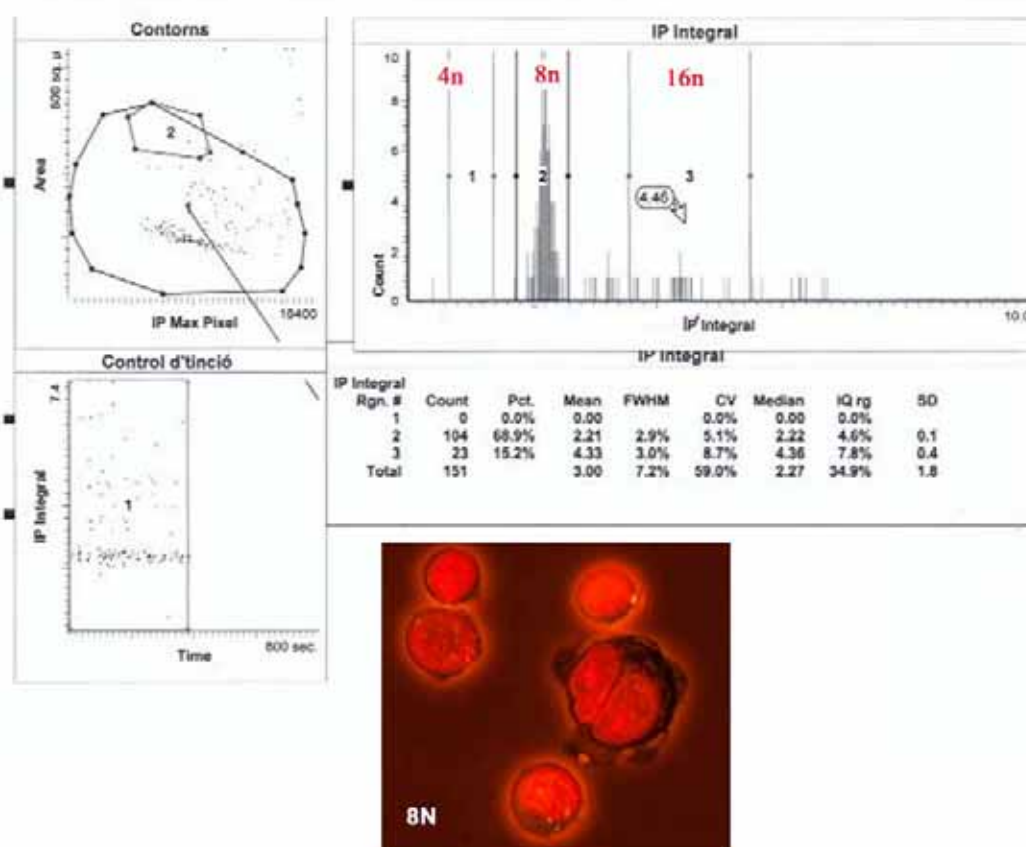 Contorns
Area
600 sq. µ
2
IP Max Pixel
16400
IP Integral
10
8
6
4
2
0
Count
4n
8n
16n
1
2
3
4.46
IP Integral
10.0
Control d'tinció
7.4
IP Integral
1
Time
800 sec.
IP Integral
IP Integral
Rgn. # Count Pct. Mean FWHM CV Median IQ rg SD
1 0 0.0% 0.00 0.0% 0.00 0.0%
2 104 68.9% 2.21 2.9% 5.1% 2.22 4.6% 0.1
3 23 15.2% 4.33 3.0% 8.7% 4.36 7.8% 0.4
Total 151 3.00 7.2% 59.0% 2.27 34.9% 1.8
8N